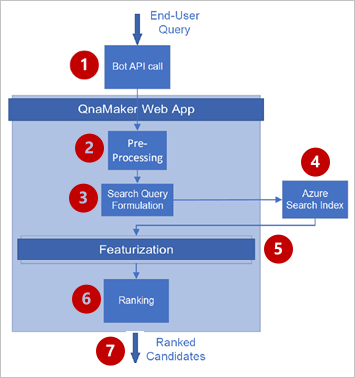 End-User
Query
1
Bot API call
QnaMaker Web App
2
Pre-
Processing
3
Search Query
Formulation
4
Azure
Search Index
5
Featurization
6
Ranking
7
Ranked
Candidates